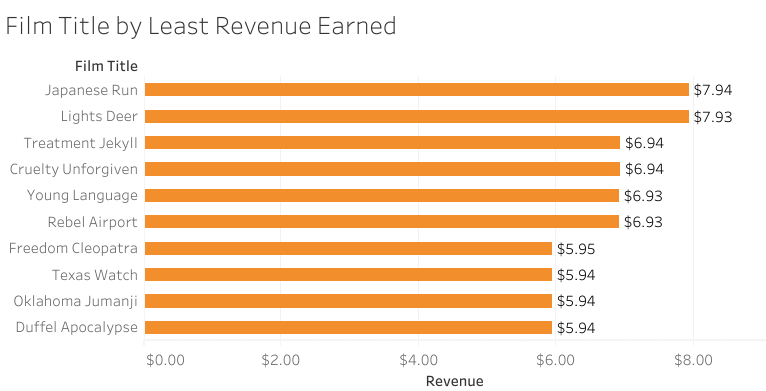 Film Title by Least Revenue Earned
Film Title
Japanese Run $7.94
Lights Deer $7.93
Treatment Jekyll $6.94
Cruelty Unforgiven $6.94
Young Language $6.93
Rebel Airport $6.93
Freedom Cleopatra $5.95
Texas Watch $5.94
Oklahoma Jumanji $5.94
Duffel Apocalypse $5.94
$0.00 $2.00 $4.00 $6.00 $8.00
Revenue